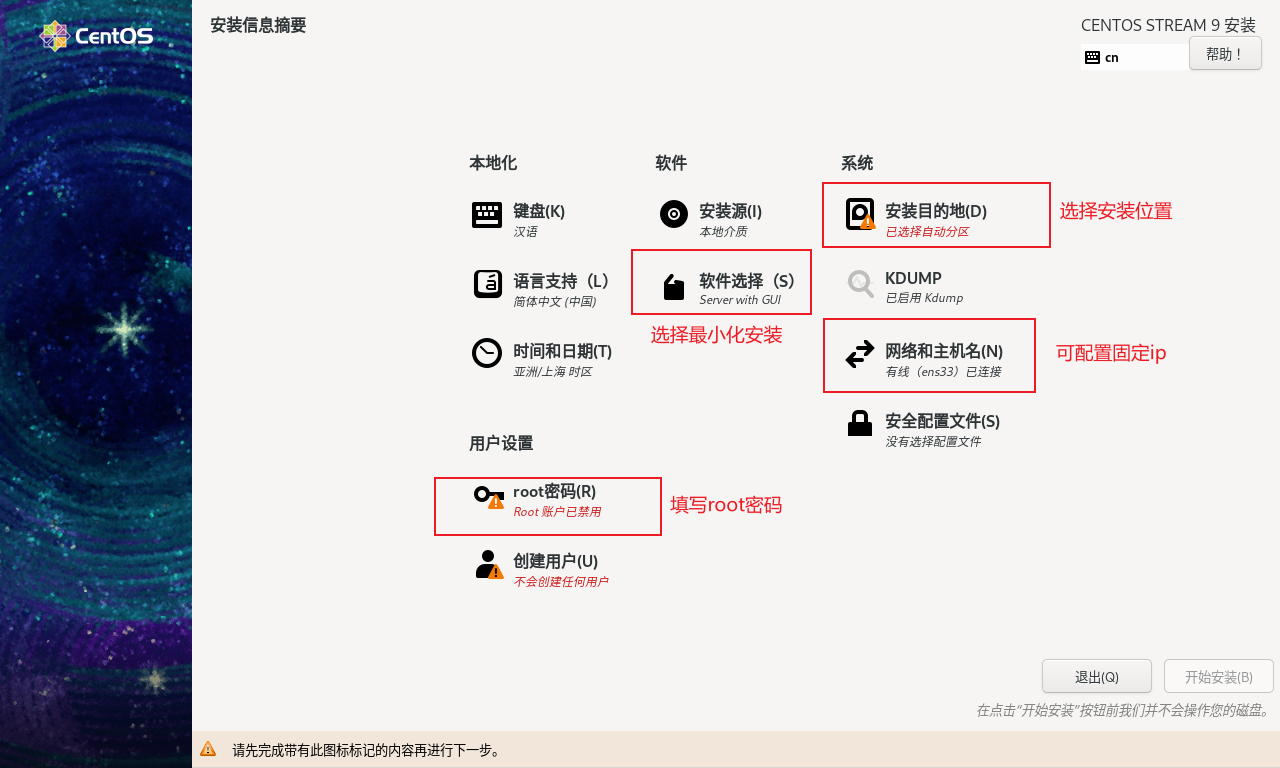 CentOS
安装信息摘要
CENTOS STREAM 9 安装
cn
帮助！
本地化
软件
系统
键盘(K)
汉语
安装源(I)
本地介质
安装目的地(D)
已选择自动分区
选择安装位置
语言支持（L）
简体中文 (中国)
软件选择（S）
Server with GUI
选择最小化安装
KDUMP
已启用 Kdump
时间和日期(T)
亚洲/上海 时区
网络和主机名(N)
有线（ens33）已连接
可配置固定ip
安全配置文件(S)
没有选择配置文件
用户设置
root密码(R)
Root 账户已禁用
填写root密码
创建用户(U)
不会创建任何用户
退出(Q)
开始安装(B)
在点击“开始安装”按钮前我们并不会操作您的磁盘。
请先完成带有此图标标记的内容再进行下一步。